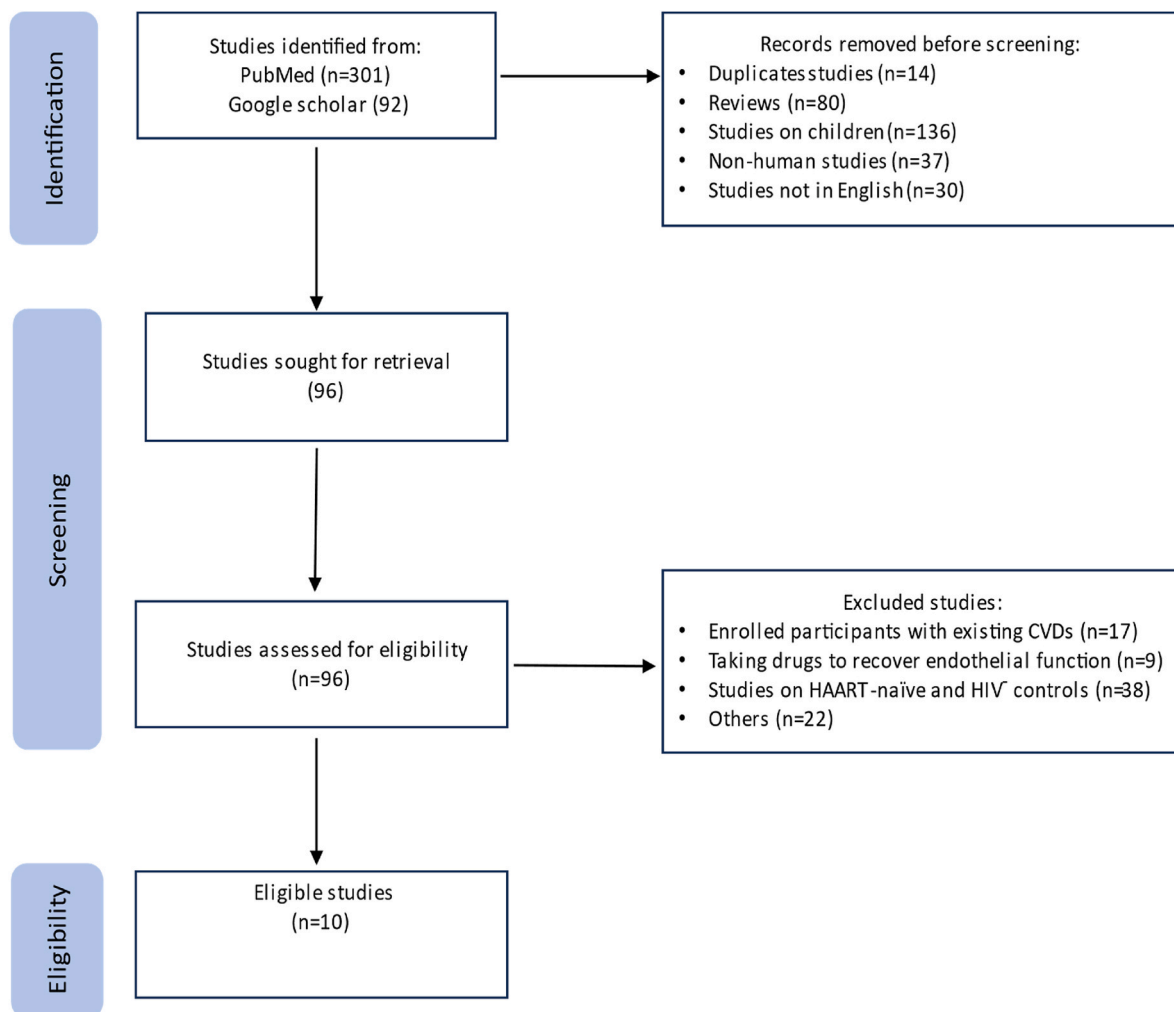 Identification
Studies identified from:
PubMed (n=301)
Google scholar (92)
Records removed before screening:
• Duplicates studies (n=14)
• Reviews (n=80)
• Studies on children (n=136)
• Non-human studies (n=37)
• Studies not in English (n=30)
Screening
Studies sought for retrieval
(96)
Studies assessed for eligibility
(n=96)
Excluded studies:
• Enrolled participants with existing CVDs (n=17)
• Taking drugs to recover endothelial function (n=9)
• Studies on HAART-naïve and HIV⁻ controls (n=38)
• Others (n=22)
Eligibility
Eligible studies
(n=10)